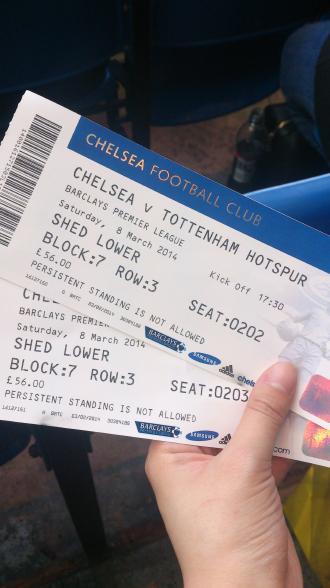 CHELSEA FOOTBALL CLUB
CHELSEA V TOTTENHAM HOTSPUR
BARCLAYS PREMIER LEAGUE
Saturday, 8 March 2014 Kick Off 17:30
SHED LOWER
BLOCK:7 ROW:3 SEAT:0202
£56.00
PERSISTENT STANDING IS NOT ALLOWED
BARCLAYS SAMSUNG adidas
BARCLAYS PREMIER
Saturday, 8 March 2014
SHED LOWER
BLOCK:7 ROW:3 SEAT:0203
£56.00
PERSISTENT STANDING IS NOT ALLOWED
BARCLAYS SAMSUNG
.com